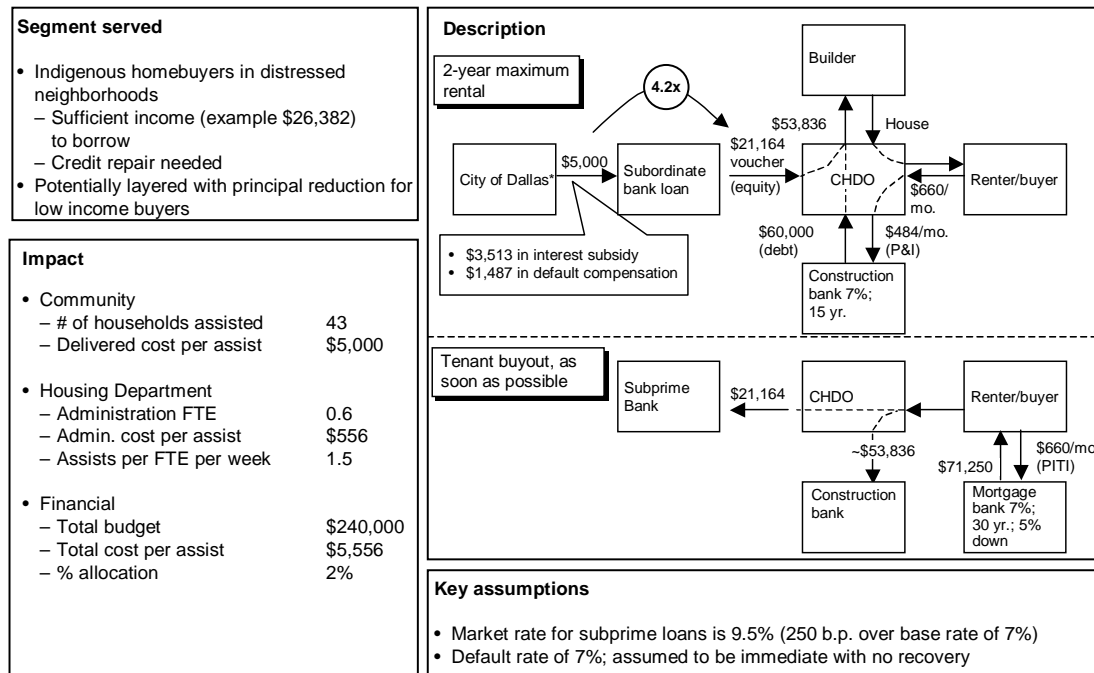 Segment served
• Indigenous homebuyers in distressed
neighborhoods
– Sufficient income (example $26,382)
to borrow
– Credit repair needed
• Potentially layered with principal reduction for
low income buyers
Impact
• Community
– # of households assisted 43
– Delivered cost per assist $5,000
• Housing Department
– Administration FTE 0.6
– Admin. cost per assist $556
– Assists per FTE per week 1.5
• Financial
– Total budget $240,000
– Total cost per assist $5,556
– % allocation 2%
Description
2-year maximum
rental
4.2x
Builder
$53,836
House
City of Dallas*
$5,000
Subordinate
bank loan
$21,164
voucher
(equity)
CHDO
$660/
mo.
Renter/buyer
• $3,513 in interest subsidy
• $1,487 in default compensation
$60,000
(debt)
$484/mo.
(P&I)
Construction
bank 7%;
15 yr.
Tenant buyout, as
soon as possible
Subprime
Bank
$21,164
CHDO
Renter/buyer
~$53,836
$71,250
$660/mo
(PITI)
Construction
bank
Mortgage
bank 7%;
30 yr.; 5%
down
Key assumptions
• Market rate for subprime loans is 9.5% (250 b.p. over base rate of 7%)
• Default rate of 7%; assumed to be immediate with no recovery